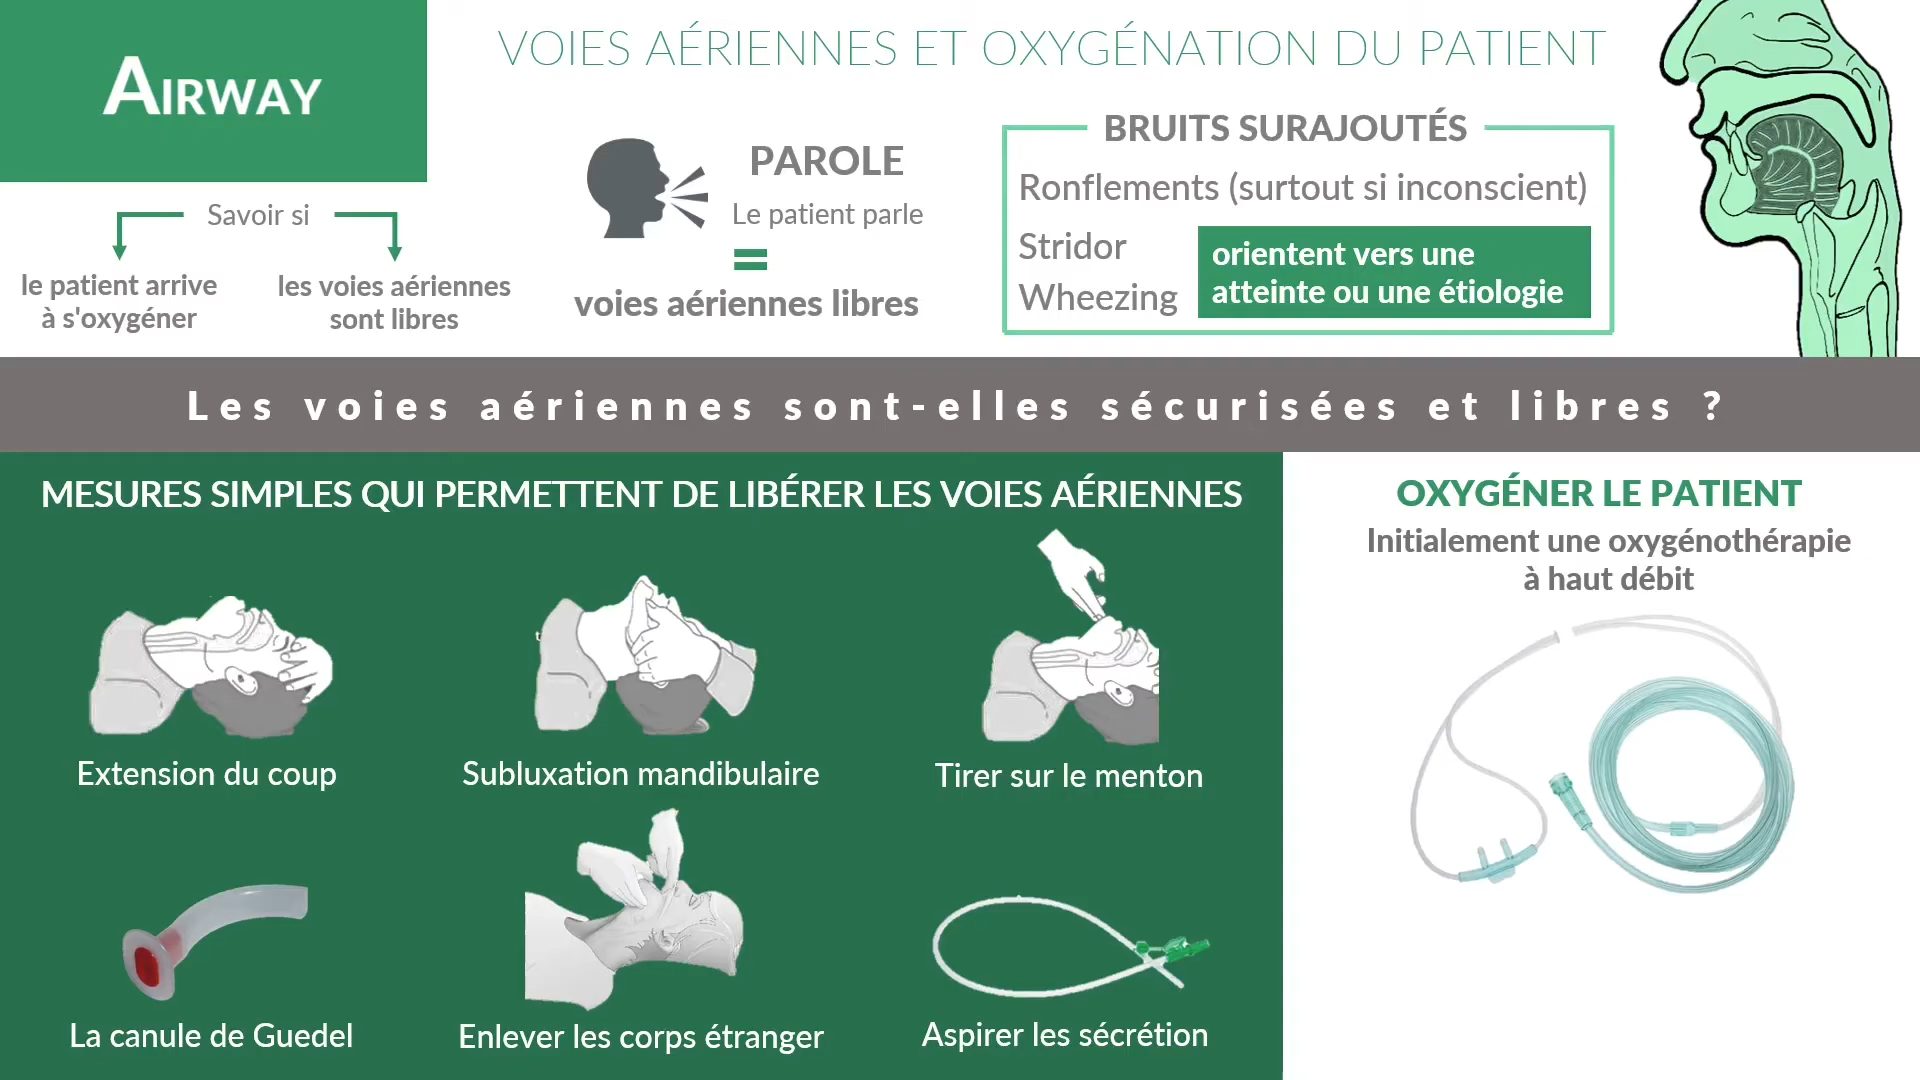 AIRWAY
VOIES AÉRIENNES ET OXYGÉNATION DU PATIENT
Savoir si
le patient arrive
à s'oxygéner
les voies aériennes
sont libres
PAROLE
Le patient parle
=
voies aériennes libres
BRUITS SURAJOUTÉS
Ronflements (surtout si inconscient)
Stridor
Wheezing
orientent vers une
atteinte ou une étiologie
Les voies aériennes sont-elles sécurisées et libres ?
MESURES SIMPLES QUI PERMETTENT DE LIBÉRER LES VOIES AÉRIENNES
Extension du coup
Subluxation mandibulaire
Tirer sur le menton
La canule de Guedel
Enlever les corps étranger
Aspirer les sécrétion
OXYGÉNER LE PATIENT
Initialement une oxygénothérapie
à haut débit